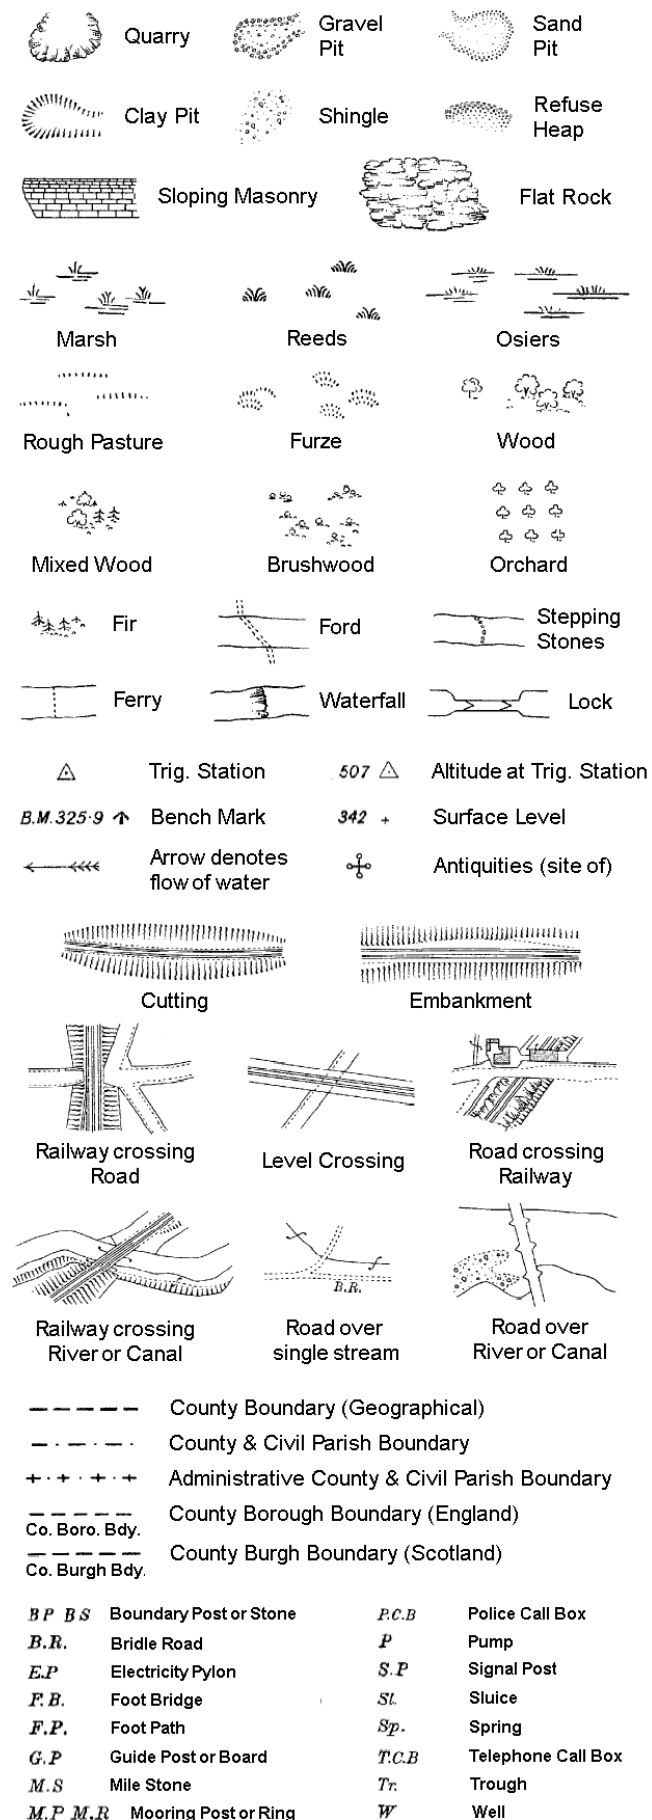 Quarry
Gravel
Pit
Sand
Pit
Clay Pit
Shingle
Refuse
Heap
Sloping Masonry
Flat Rock
Marsh
Reeds
Osiers
Rough Pasture
Furze
Wood
Mixed Wood
Brushwood
Orchard
Fir
Ford
Stepping
Stones
Ferry
Waterfall
Lock
Trig. Station
507
Altitude at Trig. Station
B.M. 325·9
Bench Mark
342
Surface Level
Arrow denotes
flow of water
Antiquities (site of)
Cutting
Embankment
Railway crossing
Road
Level Crossing
Road crossing
Railway
B.R.
Railway crossing
River or Canal
Road over
single stream
Road over
River or Canal
County Boundary (Geographical)
County & Civil Parish Boundary
Administrative County & Civil Parish Boundary
County Borough Boundary (England)
Co. Boro. Bdy.
County Burgh Boundary (Scotland)
Co. Burgh Bdy.
B P B S Boundary Post or Stone
P.C.B Police Call Box
B.R. Bridle Road
P Pump
E.P Electricity Pylon
S.P Signal Post
F.B. Foot Bridge
Sl. Sluice
F.P. Foot Path
Sp. Spring
G.P Guide Post or Board
T.C.B Telephone Call Box
M.S Mile Stone
Tr. Trough
M.P M.R Mooring Post or Ring
W Well